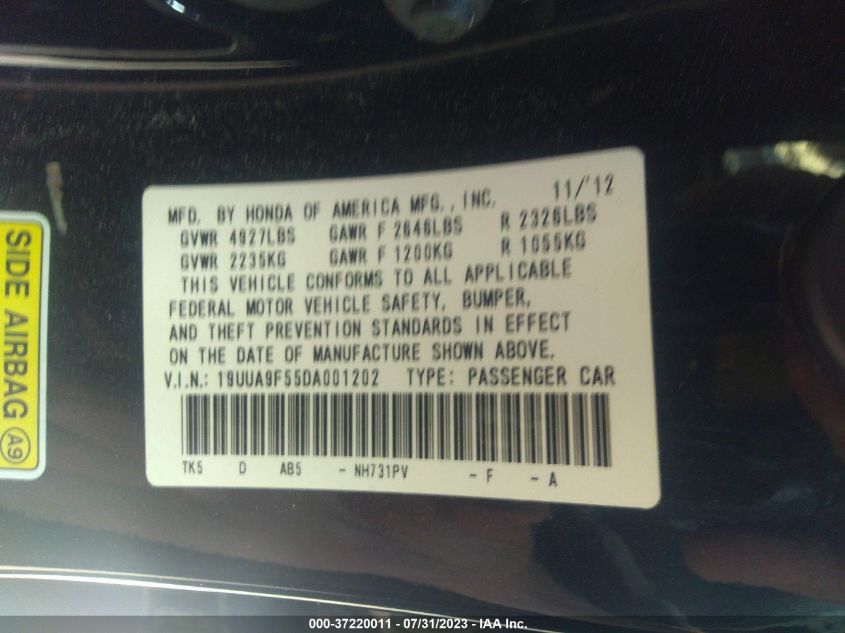 MFD. BY HONDA OF AMERICA MFG., INC. 11/'12
GVWR 4927LBS GAWR F 2646LBS R 2326LBS
GVWR 2235KG GAWR F 1200KG R 1055KG
THIS VEHICLE CONFORMS TO ALL APPLICABLE
FEDERAL MOTOR VEHICLE SAFETY, BUMPER,
AND THEFT PREVENTION STANDARDS IN EFFECT
ON THE DATE OF MANUFACTURE SHOWN ABOVE.
V.I.N.: 19UUA9F55DA001202 TYPE: PASSENGER CAR
TK5 D AB5 - NH731PV - F - A
SIDE AIRBAG A9
000-37220011 - 07/31/2023 - IAA Inc.